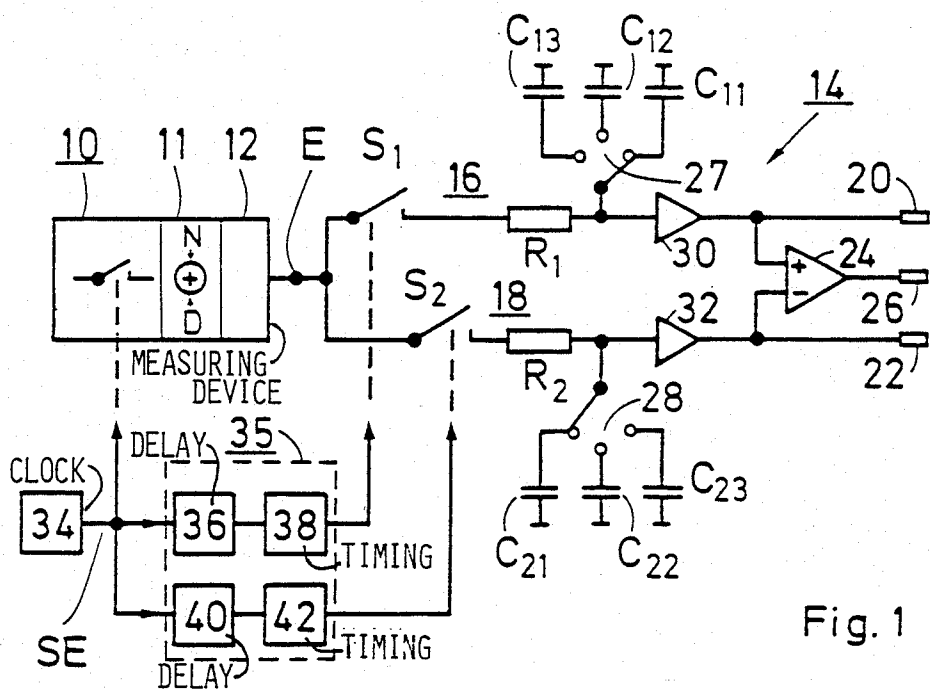 C13
C12
C11
14
10
11
12
E
S1
16
27
20
N
D
R1
30
24
+
−
S2
18
32
26
MEASURING
DEVICE
R2
28
22
DELAY
35
CLOCK
34
36
38
TIMING
C21
C22
C23
40
42
TIMING
SE
DELAY
Fig. 1